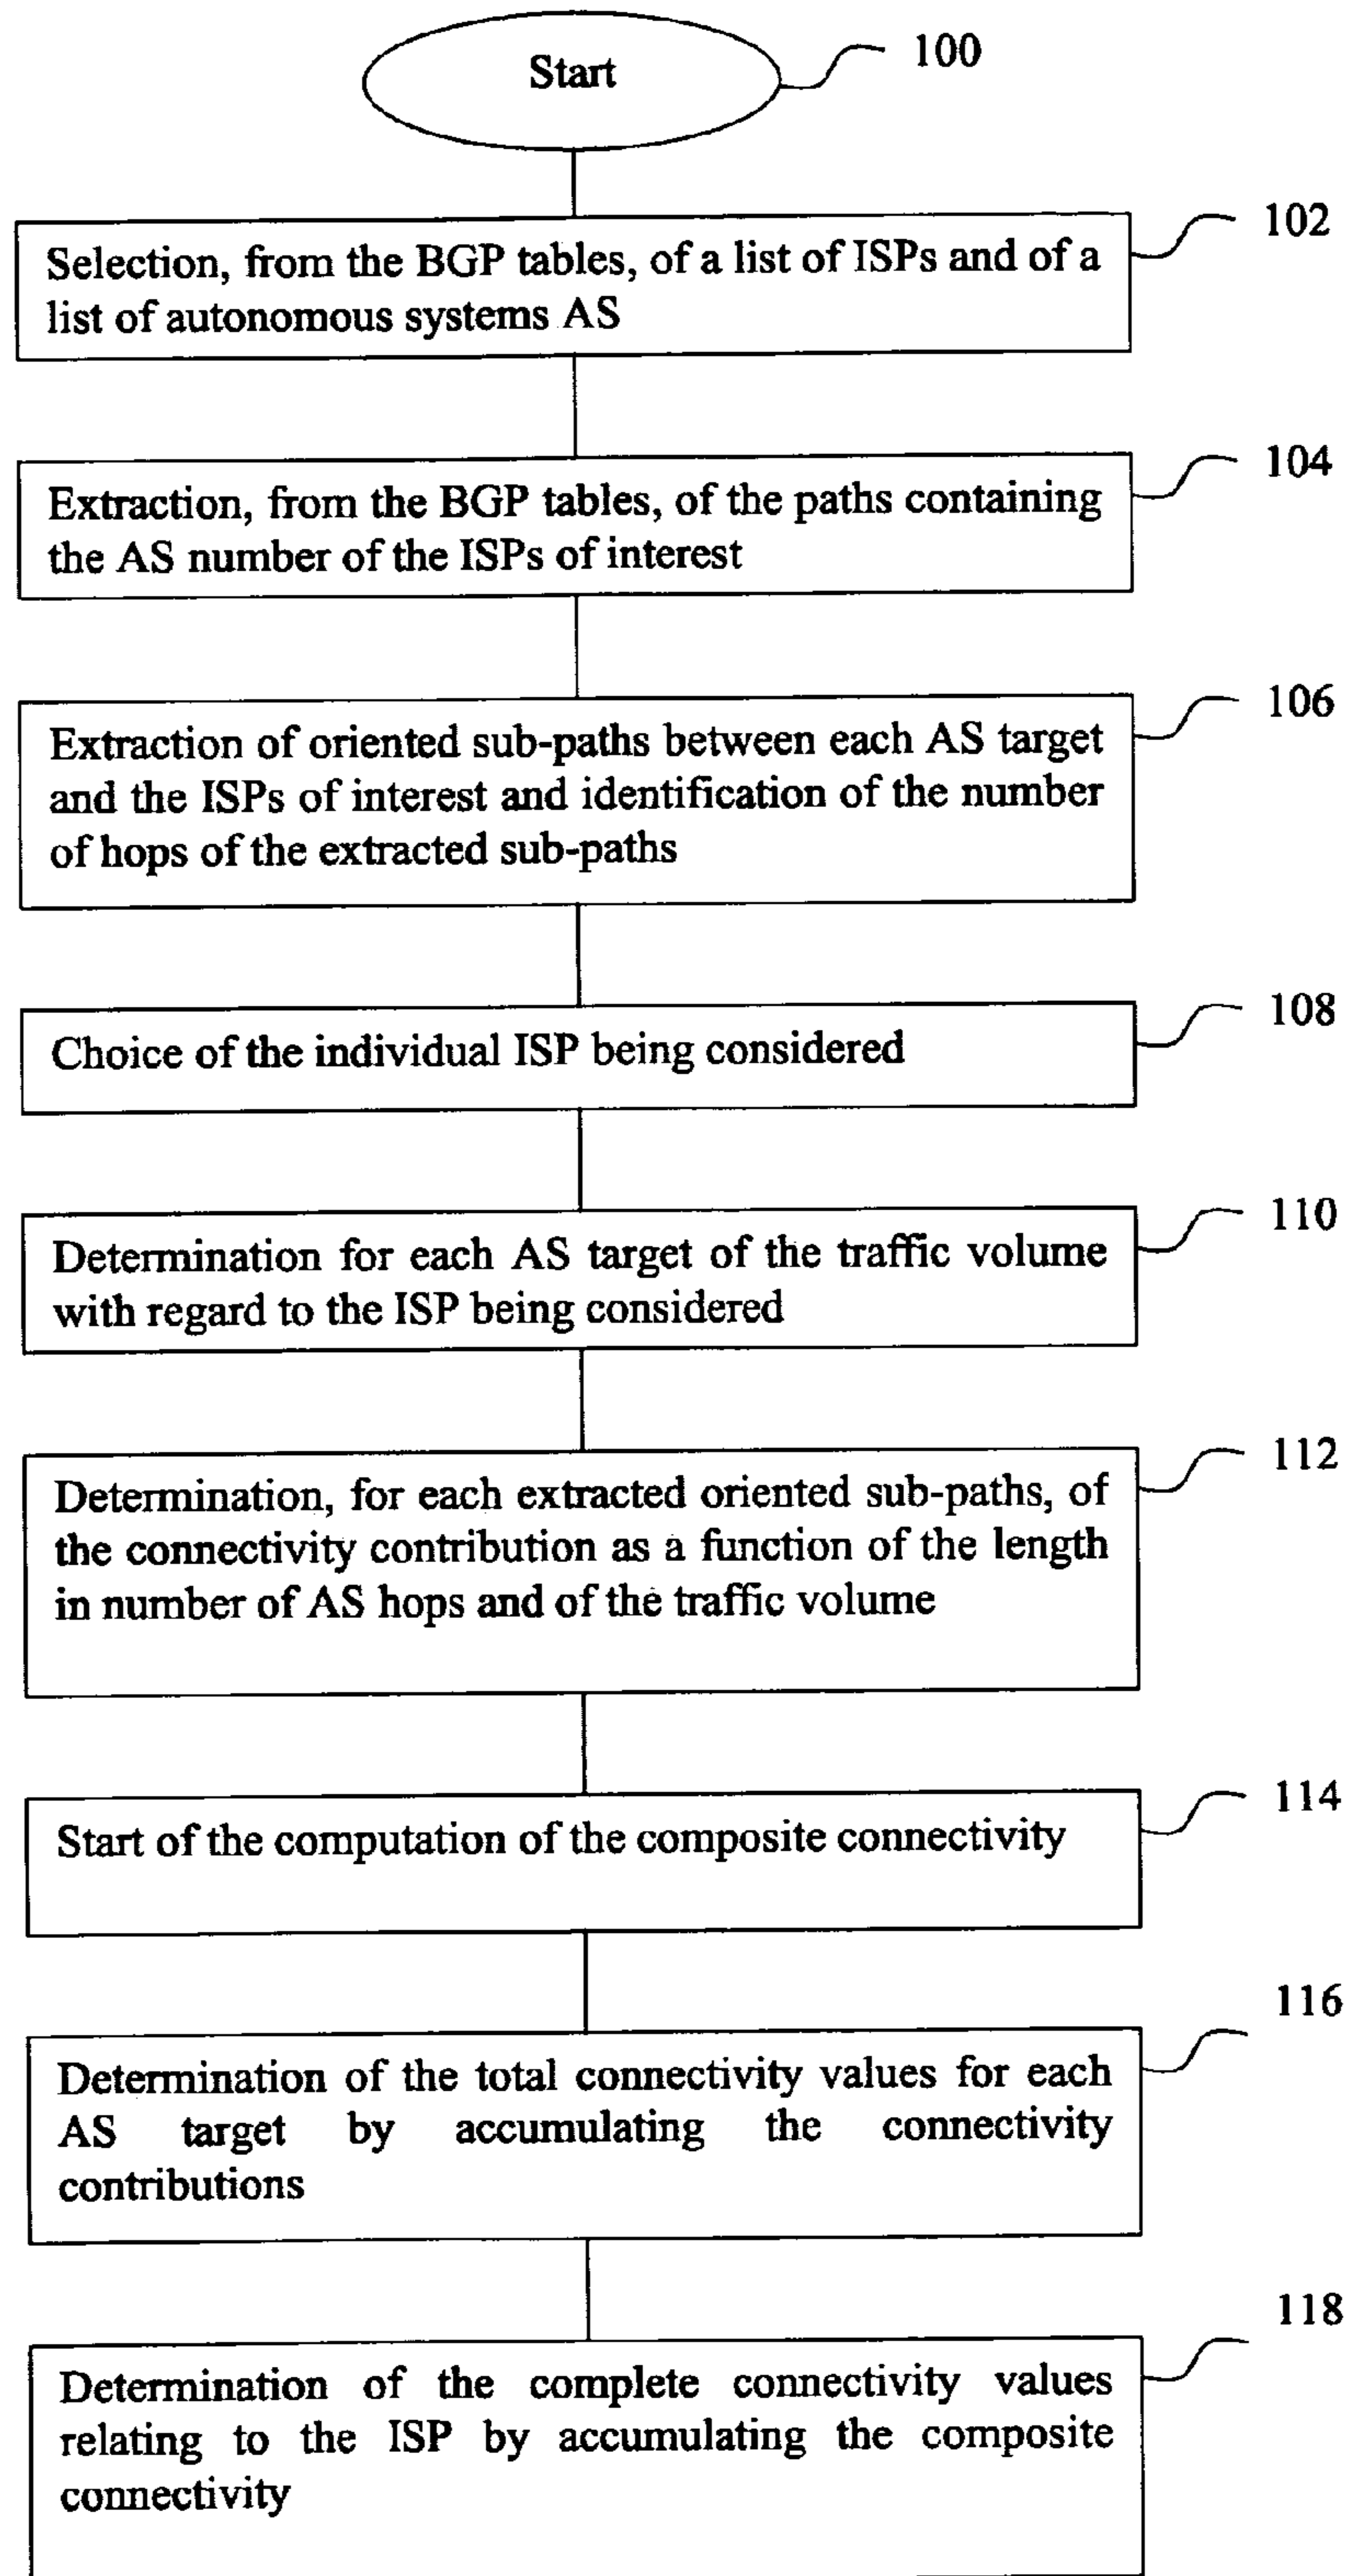 Start
100
102
Selection, from the BGP tables, of a list of ISPs and of a
list of autonomous systems AS
104
Extraction, from the BGP tables, of the paths containing
the AS number of the ISPs of interest
106
Extraction of oriented sub-paths between each AS target
and the ISPs of interest and identification of the number
of hops of the extracted sub-paths
108
Choice of the individual ISP being considered
110
Determination for each AS target of the traffic volume
with regard to the ISP being considered
112
Determination, for each extracted oriented sub-paths, of
the connectivity contribution as a function of the length
in number of AS hops and of the traffic volume
114
Start of the computation of the composite connectivity
116
Determination of the total connectivity values for each
AS target by accumulating the connectivity
contributions
118
Determination of the complete connectivity values
relating to the ISP by accumulating the composite
connectivity